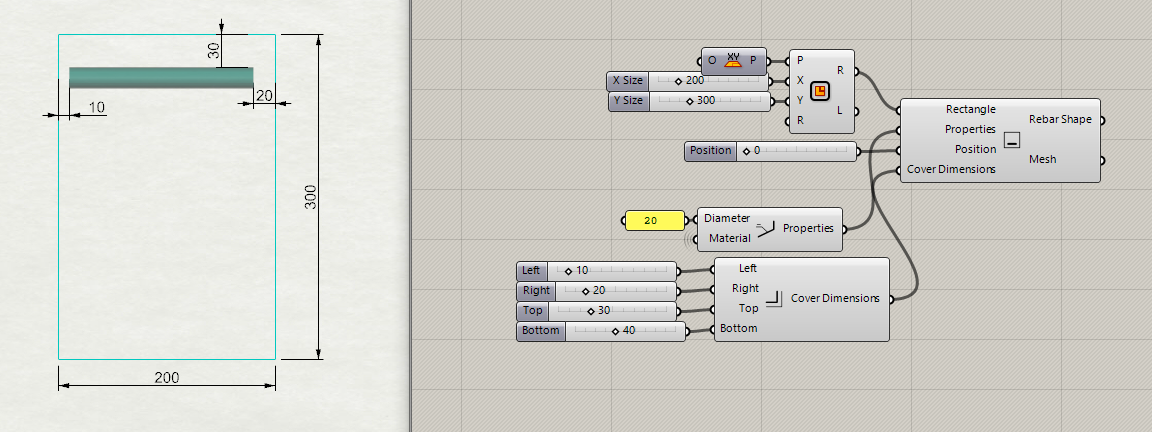 30
20
10
300
200
O XY P
X Size 200
Y Size 300
P
X
Y
R
R
L
Position 0
Rectangle
Properties
Position
Cover Dimensions
Rebar Shape
Mesh
20
Diameter
Material
Properties
Left 10
Right 20
Top 30
Bottom 40
Left
Right
Top
Bottom
Cover Dimensions